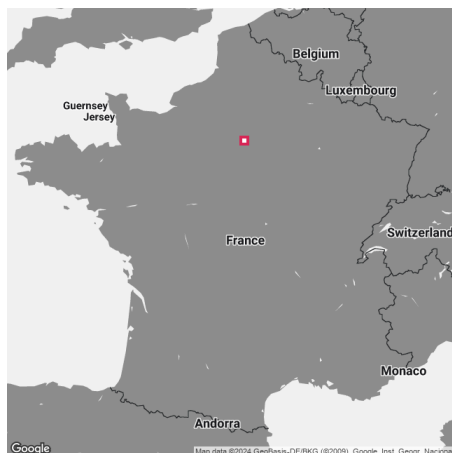 Belgium
Luxembourg
Guernsey
Jersey
Switzerland
France
Monaco
Andorra
Google
Map data ©2024 GeoBasis-DE/BKG (©2009), Google, Inst. Geogr. Naciona